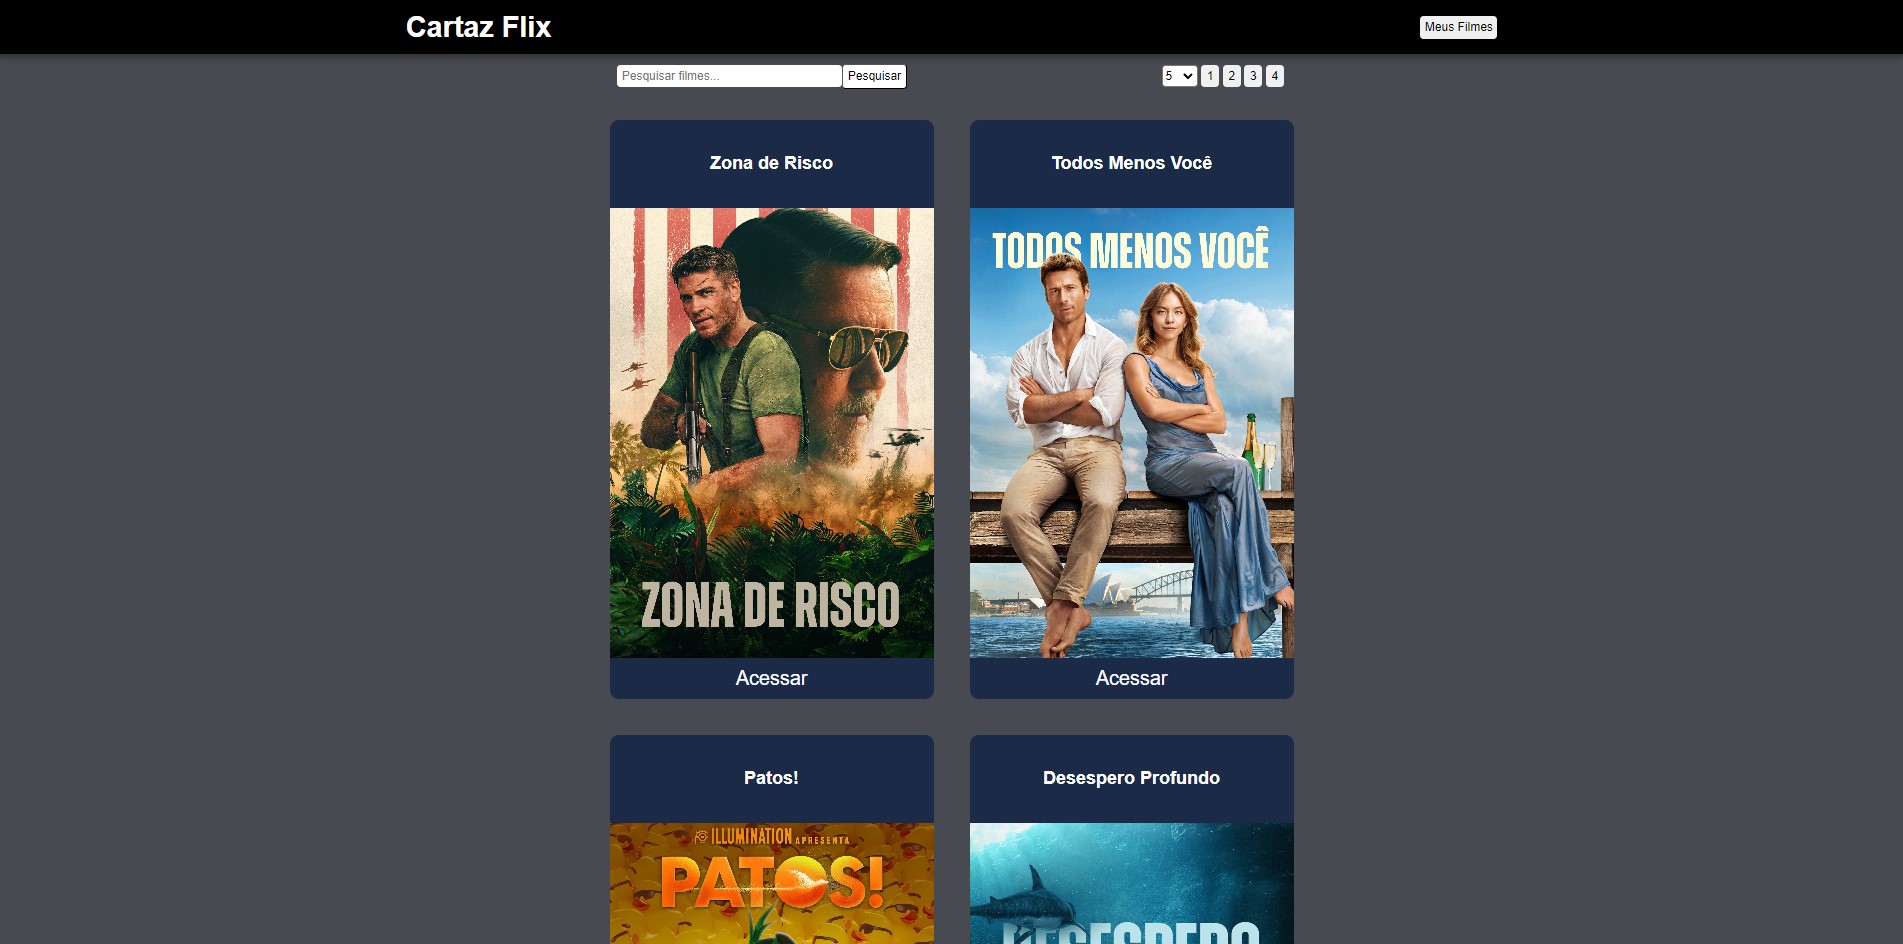 Cartaz Flix
Meus Filmes
Pesquisar filmes...
Pesquisar
5
1
2
3
4
Zona de Risco
Todos Menos Você
TODOS MENOS VOCÊ
ZONA DE RISCO
Acessar
Acessar
Patos!
Desespero Profundo
ILLUMINATION APRESENTA
PATOS!
DESESPERO